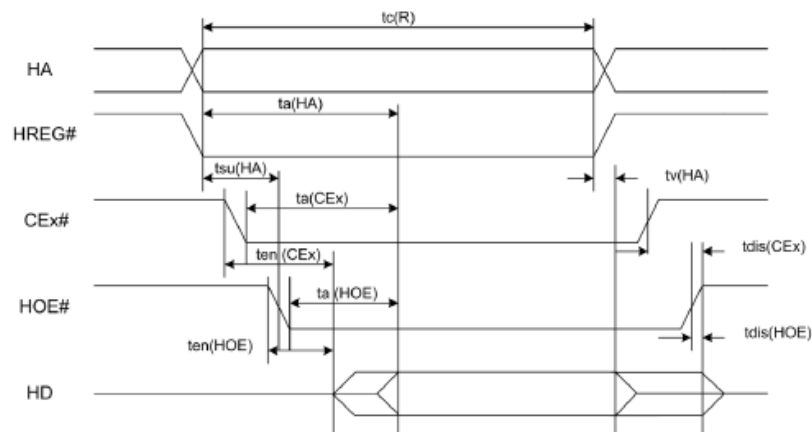 tc(R)
HA
ta(HA)
HREG#
tsu(HA)
tv(HA)
ta(CEx)
CEx#
ten (CEx)
tdis(CEx)
ta (HOE)
HOE#
ten(HOE)
tdis(HOE)
HD